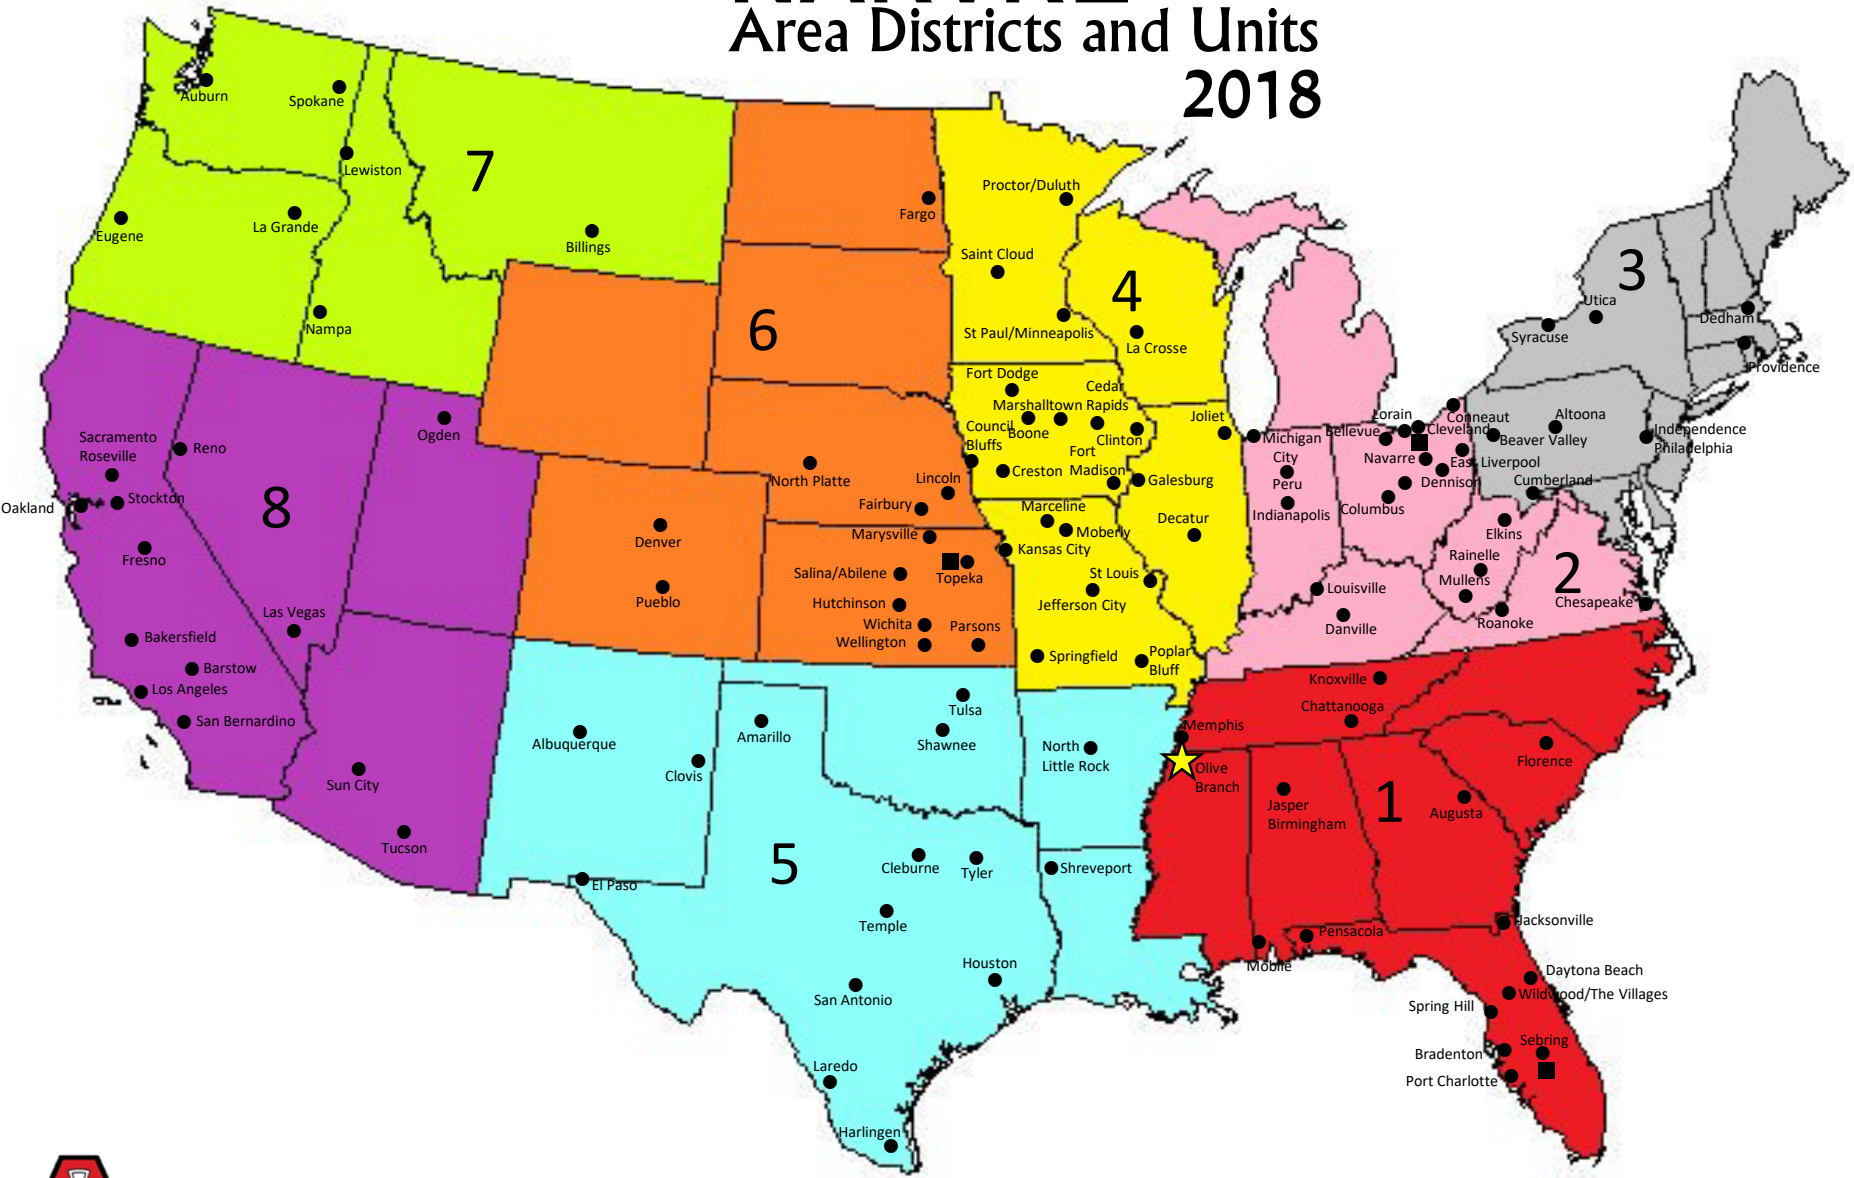 Area Districts and Units
2018
Auburn
Spokane
Lewiston
7
Eugene
La Grande
Billings
Nampa
Fargo
6
Proctor/Duluth
Saint Cloud
4
St Paul/Minneapolis
La Crosse
3
Utica
Syracuse
Dedham
Providence
Sacramento
Roseville
Reno
Ogden
Oakland
Stockton
8
Fresno
Las Vegas
Bakersfield
Barstow
Los Angeles
San Bernardino
Sun City
Tucson
North Platte
Lincoln
Fairbury
Denver
Marysville
Salina/Abilene
Topeka
Pueblo
Hutchinson
Wichita
Parsons
Wellington
Fort Dodge
Cedar
Marshalltown Rapids
Council
Bluffs
Boone
Clinton
Fort
Madison
Creston
Joliet
Galesburg
Marceline
Moberly
Kansas City
Decatur
St Louis
Jefferson City
Springfield
Poplar
Bluff
Michigan
City
Peru
Indianapolis
Lorain
Conneaut
Bellevue
Cleveland
Navarre
East Liverpool
Dennison
Columbus
Altoona
Beaver Valley
Independence
Philadelphia
Cumberland
Elkins
Rainelle
Mullens
2
Louisville
Danville
Roanoke
Chesapeake
Albuquerque
Clovis
Amarillo
Tulsa
Shawnee
North
Little Rock
El Paso
5
Cleburne
Tyler
Shreveport
Temple
Houston
San Antonio
Laredo
Harlingen
Knoxville
Chattanooga
Memphis
Olive
Branch
Jasper
Birmingham
1
Augusta
Florence
Mobile
Pensacola
Jacksonville
Daytona Beach
Wildwood/The Villages
Spring Hill
Sebring
Bradenton
Port Charlotte